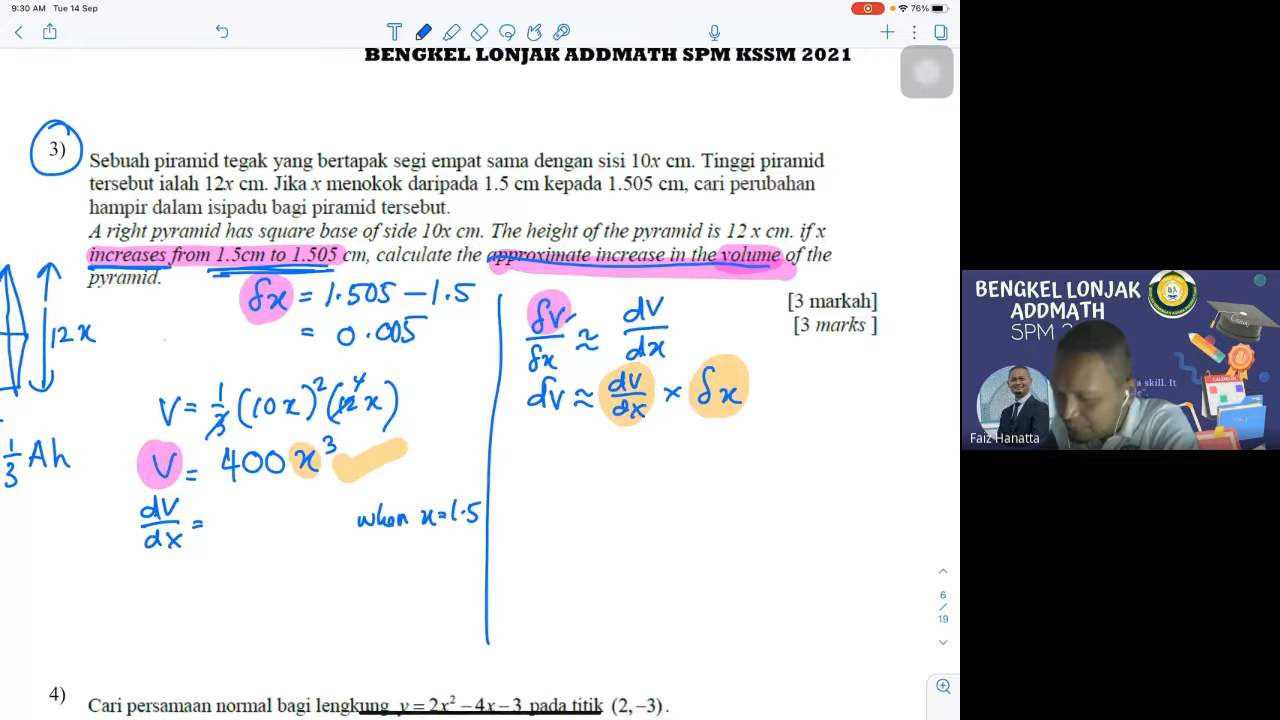 9:30 AM Tue 14 Sep
76%
BENGKEL LONJAK ADDMATH SPM KSSM 2021
3)
Sebuah piramid tegak yang bertapak segi empat sama dengan sisi 10x cm. Tinggi piramid
tersebut ialah 12x cm. Jika x menokok daripada 1.5 cm kepada 1.505 cm, cari perubahan
hampir dalam isipadu bagi piramid tersebut.
A right pyramid has square base of side 10x cm. The height of the pyramid is 12 x cm. if x
increases from 1.5cm to 1.505 cm, calculate the approximate increase in the volume of the
pyramid.
[3 markah]
[3 marks ]
12x
1/3 Ah
δx = 1.505 − 1.5
= 0.005
V = 1/3 (10x)² (12x) 4
V = 400x³
dV/dx =
when x=1.5
δv/δx ≈ dV/dx
δv ≈ dv/dx × δx
4)
Cari persamaan normal bagi lengkung y = 2x² − 4x − 3 pada titik (2, −3).
6
/
19
BENGKEL LONJAK
ADDMATH
SPM 2
a skill. It
Faiz Hanatta